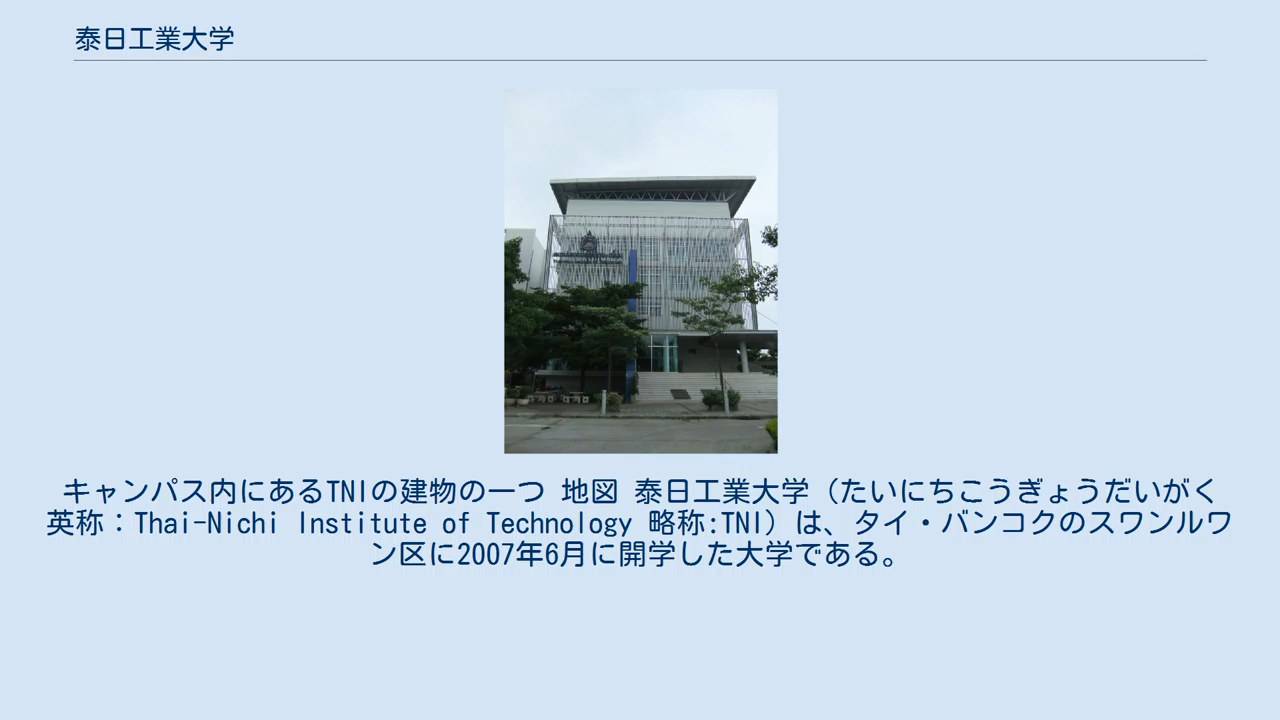 泰日工業大学
キャンパス内にあるTNIの建物の一つ 地図 泰日工業大学（たいにちこうぎょうだいがく
英称：Thai-Nichi Institute of Technology 略称:TNI）は、タイ・バンコクのスワンルワ
ン区に2007年6月に開学した大学である。